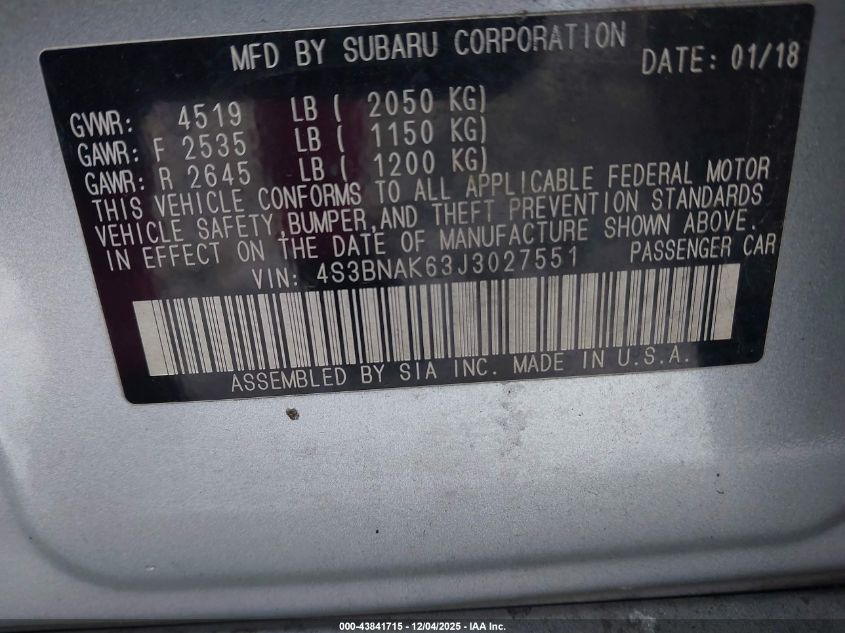 MFD BY SUBARU CORPORATION DATE: 01/18
GVWR: 4519 LB ( 2050 KG)
GAWR: F 2535 LB ( 1150 KG)
GAWR: R 2645 LB ( 1200 KG)
THIS VEHICLE CONFORMS TO ALL APPLICABLE FEDERAL MOTOR
VEHICLE SAFETY,BUMPER,AND THEFT PREVENTION STANDARDS
IN EFFECT ON THE DATE OF MANUFACTURE SHOWN ABOVE.
VIN: 4S3BNAK63J3027551 PASSENGER CAR
ASSEMBLED BY SIA INC. MADE IN U.S.A.
000-43841715 - 12/04/2025 - IAA Inc.